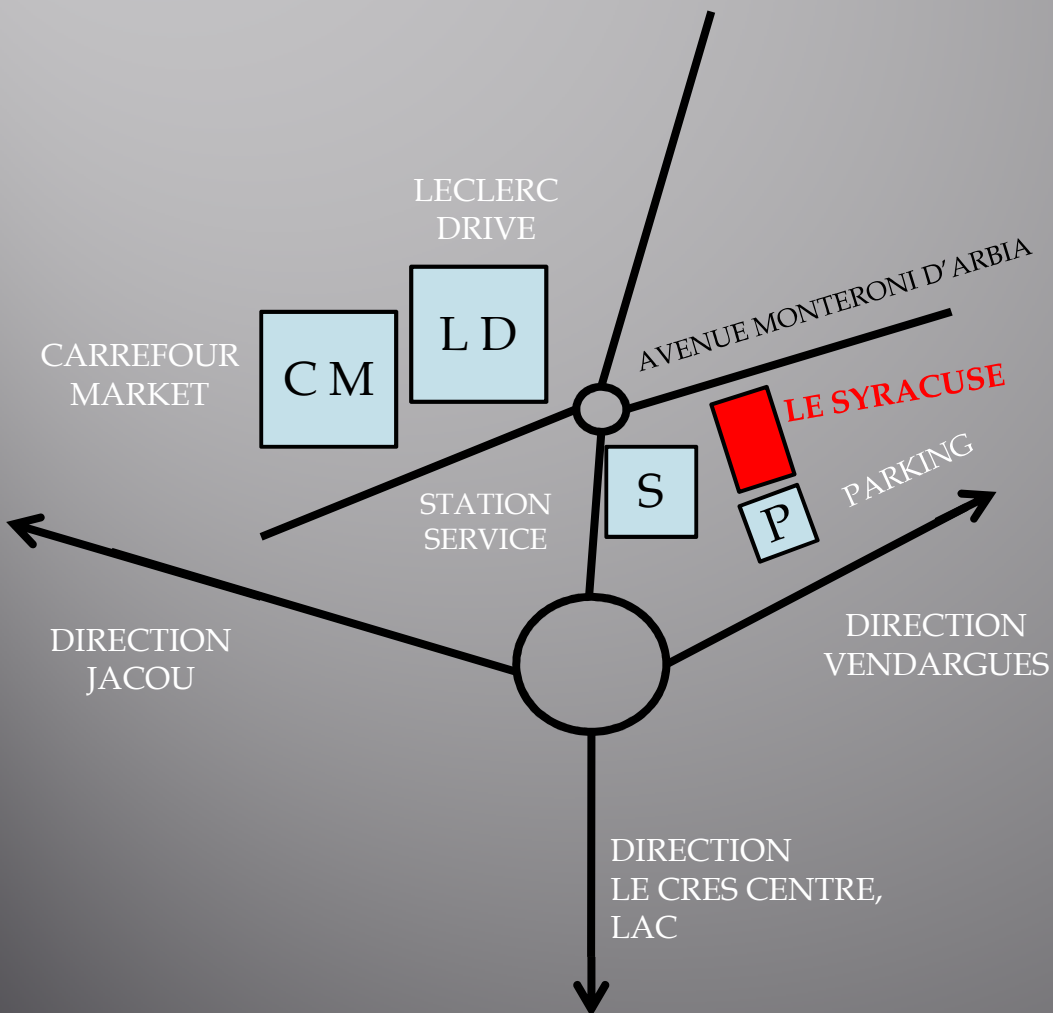 LECLERC
DRIVE
L D
CARREFOUR
MARKET
C M
AVENUE MONTERONI D'ARBIA
LE SYRACUSE
STATION
SERVICE
S
PARKING
P
DIRECTION
JACOU
DIRECTION
VENDARGUES
DIRECTION
LE CRES CENTRE,
LAC